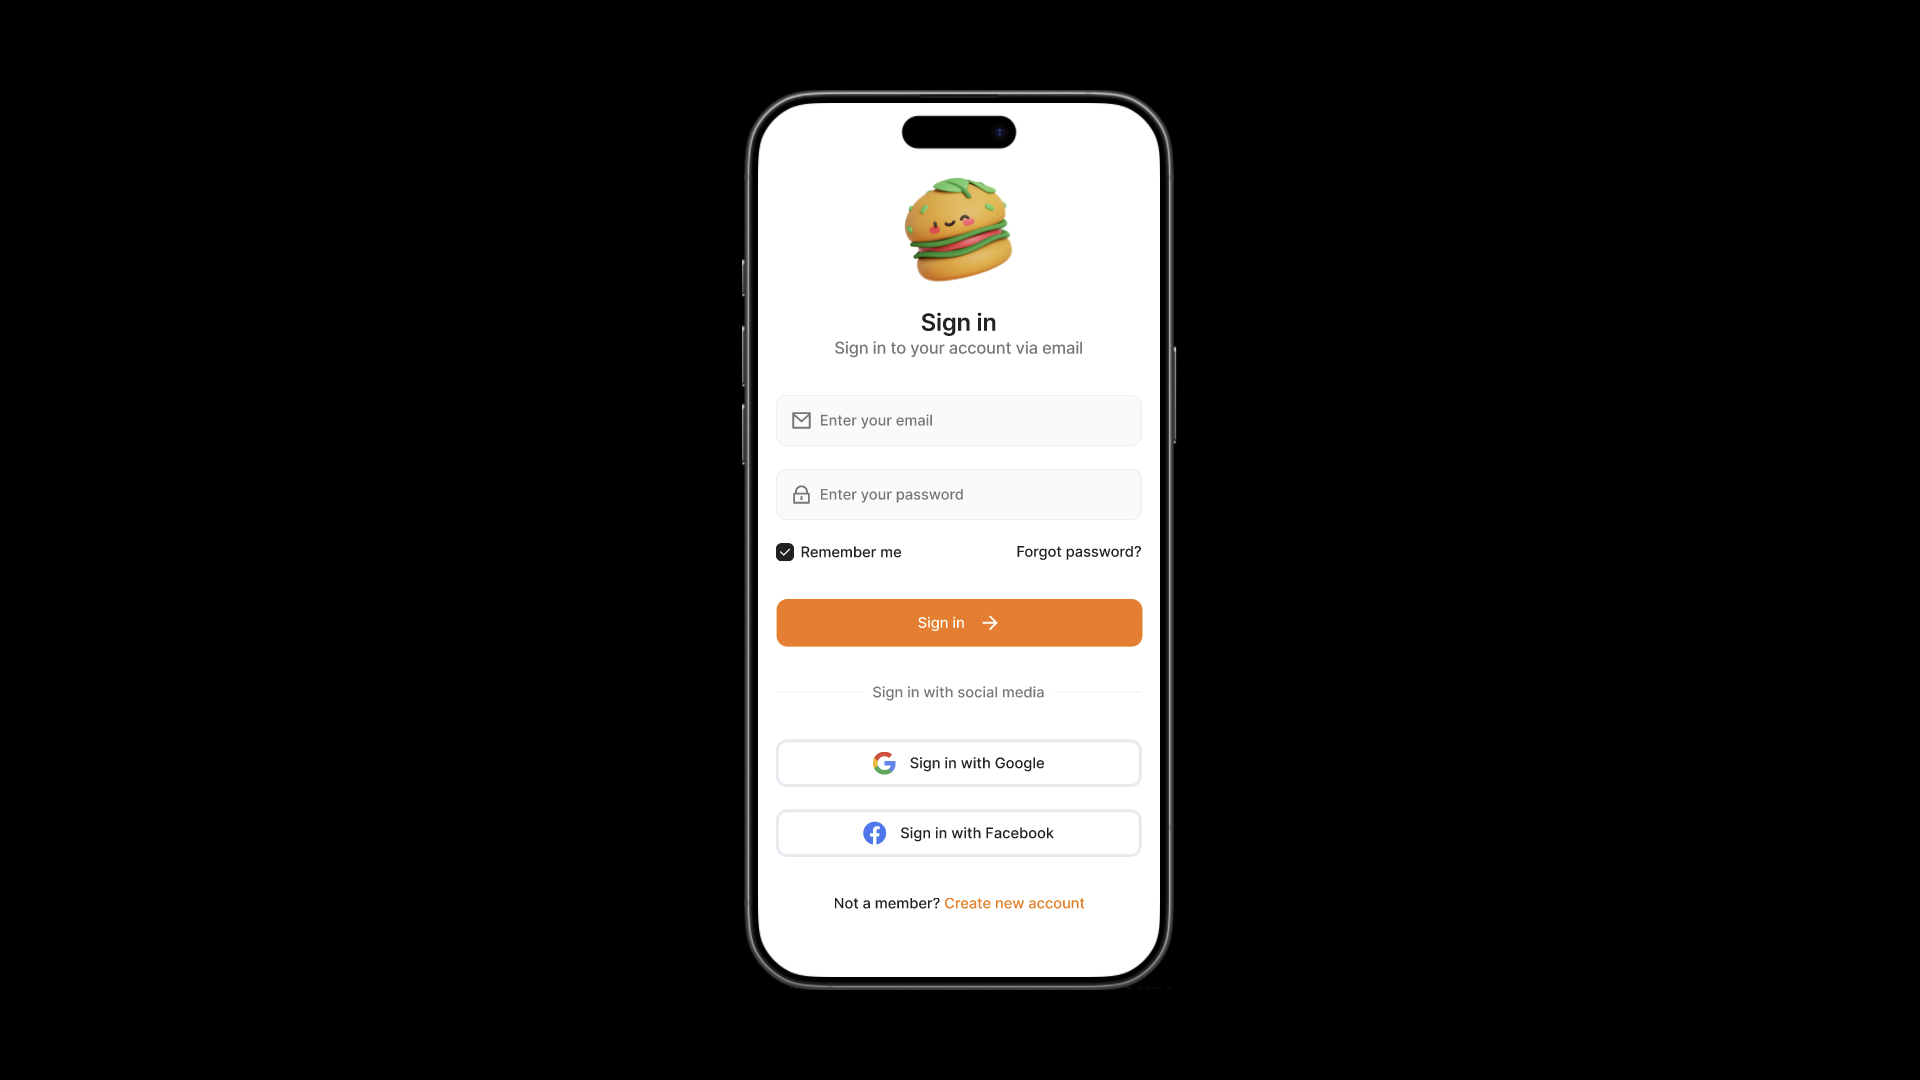 Sign in
Sign in to your account via email
Enter your email
Enter your password
Remember me
Forgot password?
Sign in
Sign in with social media
Sign in with Google
Sign in with Facebook
Not a member? Create new account